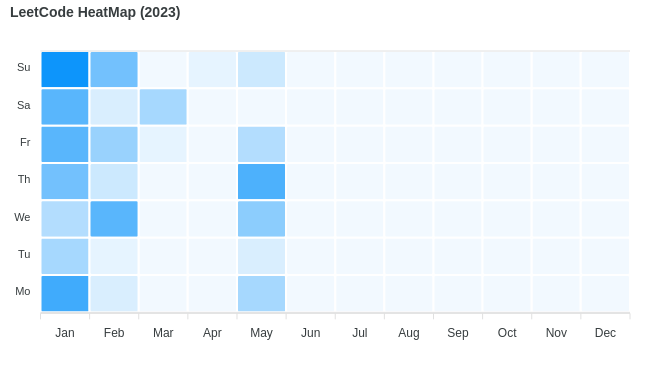 LeetCode HeatMap (2023)
Su
Sa
Fr
Th
We
Tu
Mo
Jan Feb Mar Apr May Jun Jul Aug Sep Oct Nov Dec